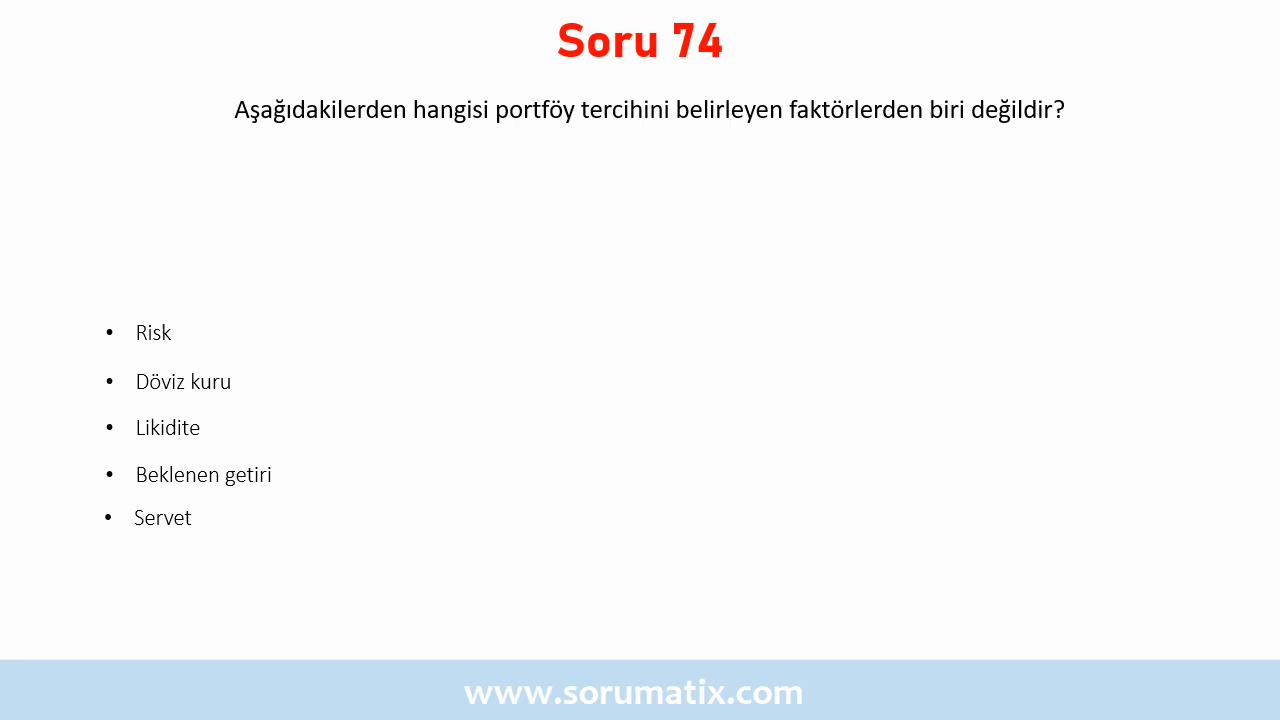 Soru 74
Aşağıdakilerden hangisi portföy tercihini belirleyen faktörlerden biri değildir?
• Risk
• Döviz kuru
• Likidite
• Beklenen getiri
• Servet
www.sorumatix.com